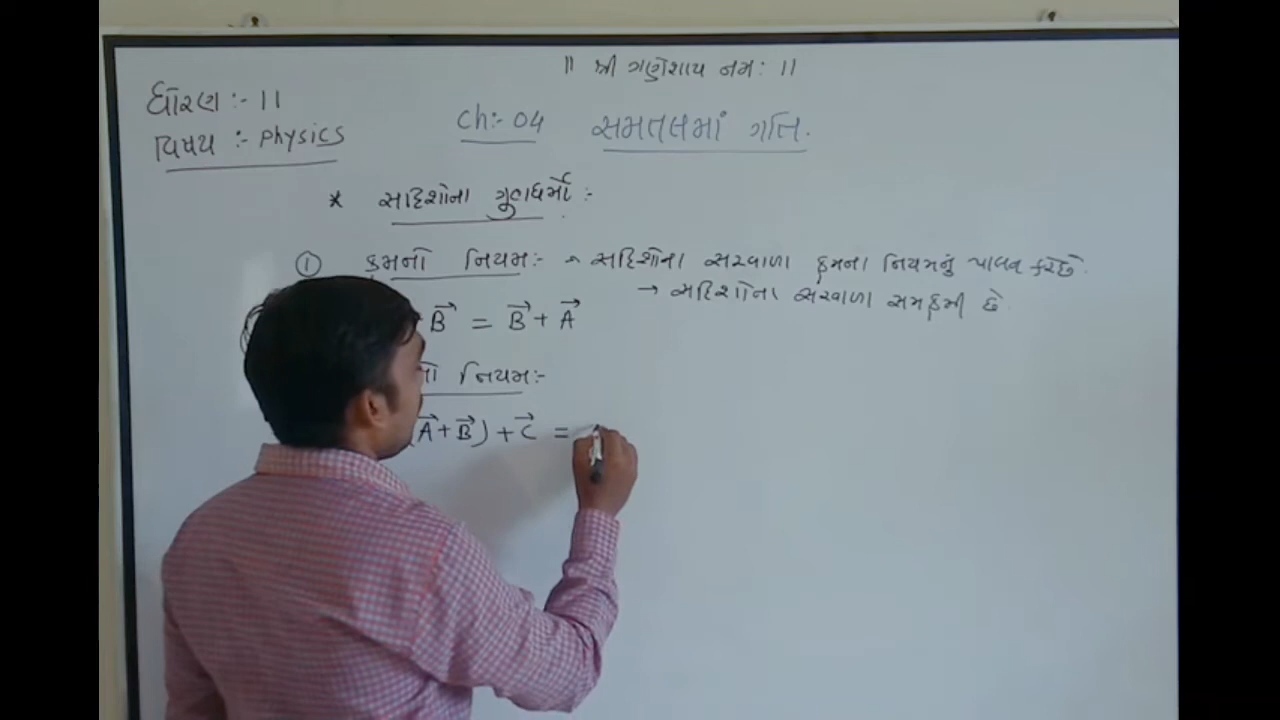 ॥ શ્રી ગણેશાય નમઃ ॥
ધોરણ :- 11
વિષય :- Physics
Ch:- 04 સમતલમાં ગતિ.
* સદિશોના ગુણધર્મો :-
① ક્રમનો નિયમ :- → સદિશોના સરવાળા ક્રમના નિયમનું પાલન કરે છે.
→ સદિશોના સરવાળા સમક્રમી છે.
B⃗ = B⃗ + A⃗
નિયમ :-
(A⃗ + B⃗) + C⃗ =